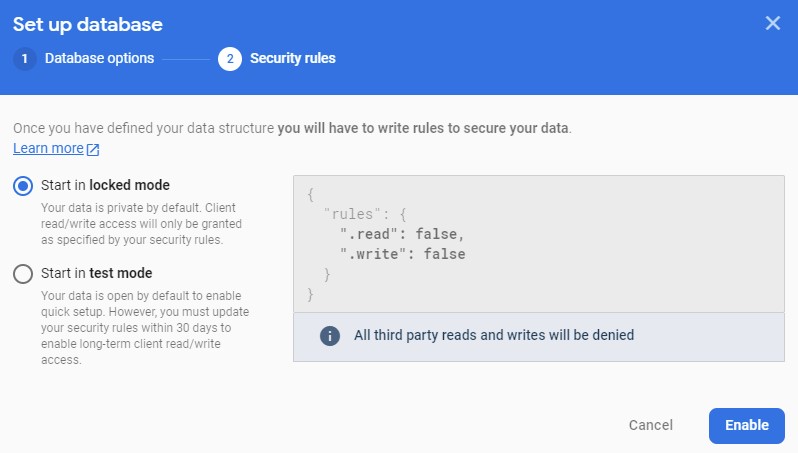 Set up database
1 Database options 2 Security rules
Once you have defined your data structure you will have to write rules to secure your data.
Learn more
Start in locked mode
Your data is private by default. Client
read/write access will only be granted
as specified by your security rules.
Start in test mode
Your data is open by default to enable
quick setup. However, you must update
your security rules within 30 days to
enable long-term client read/write
access.
{
"rules": {
".read": false,
".write": false
}
}
All third party reads and writes will be denied
Cancel Enable